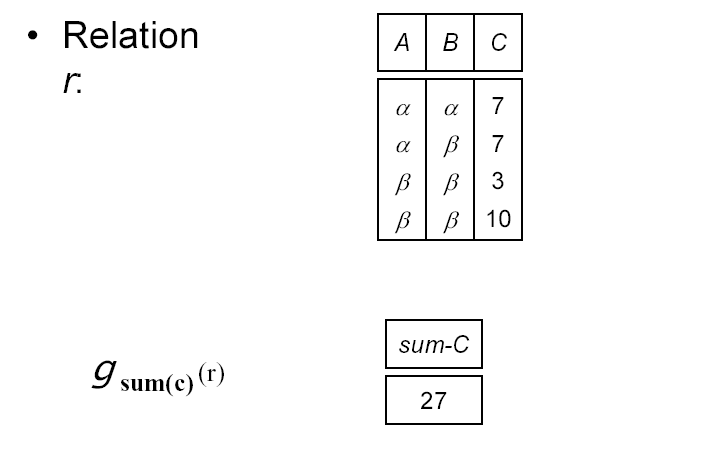 • Relation
r:
A B C
α α 7
α β 7
β β 3
β β 10
g sum(c) (r)
sum-C
27